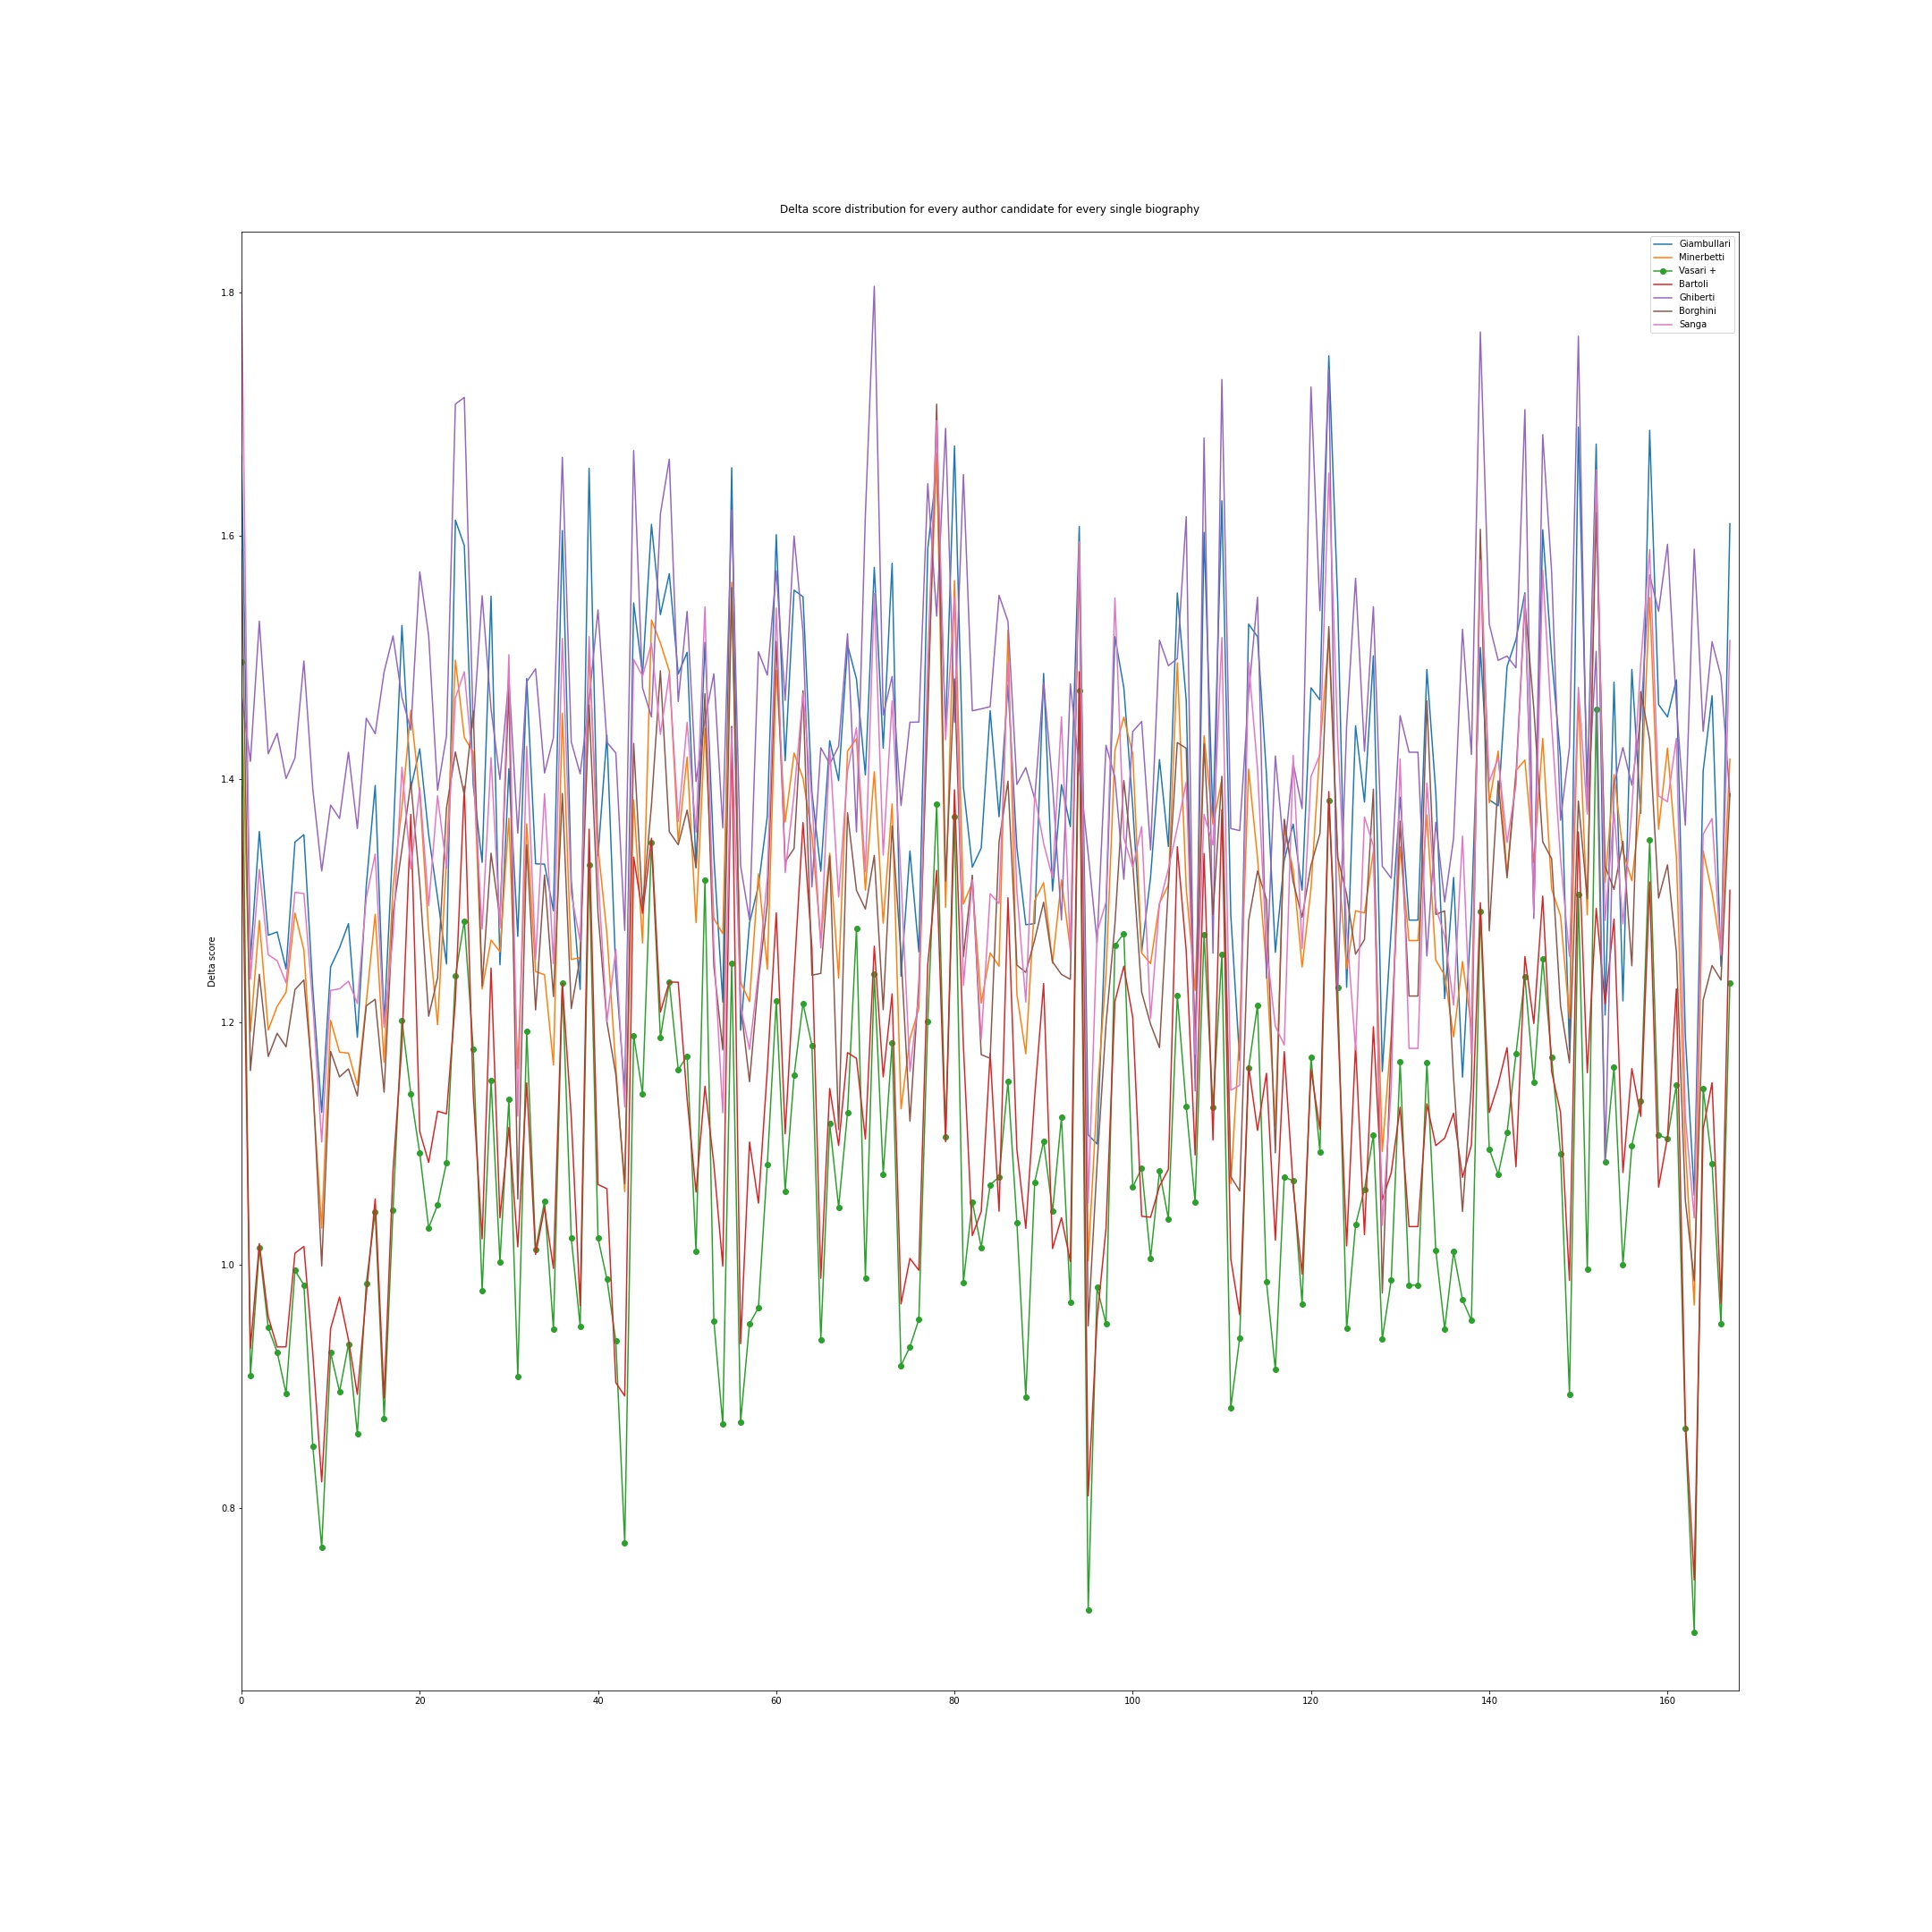 Delta score distribution for every author candidate for every single biography
Giambullari
Minerbetti
Vasari +
Bartoli
Ghiberti
Borghini
Sanga
1.8
1.6
1.4
1.2
1.0
0.8
Delta score
0 20 40 60 80 100 120 140 160